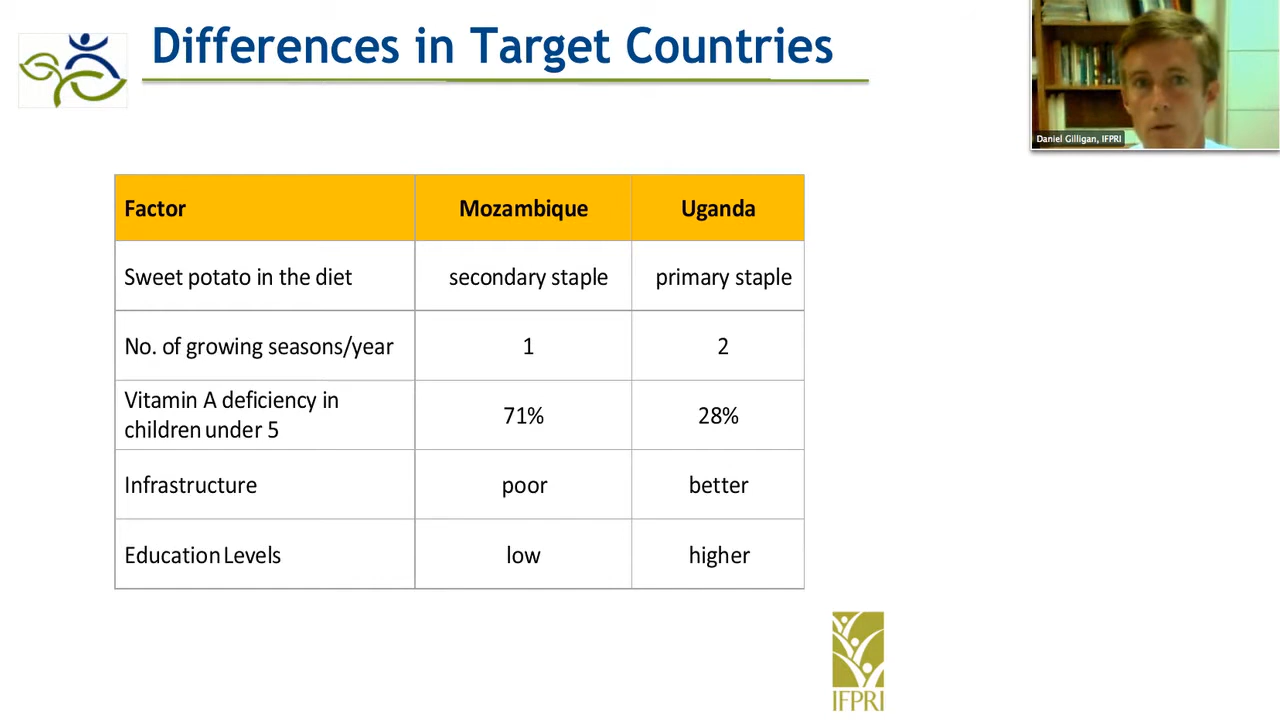 Differences in Target Countries
Daniel Gilligan, IFPRI
Factor Mozambique Uganda
Sweet potato in the diet secondary staple primary staple
No. of growing seasons/year 1 2
Vitamin A deficiency in
children under 5 71% 28%
Infrastructure poor better
Education Levels low higher
IFPRI